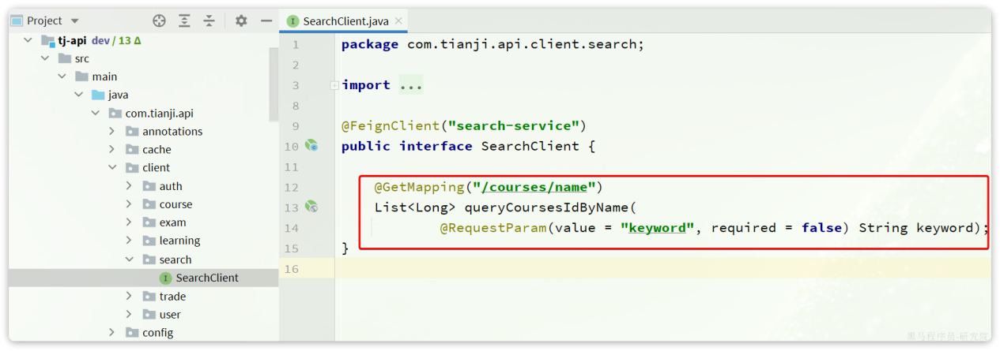 Project
SearchClient.java
tj-api dev / 13 Δ
src
main
java
com.tianji.api
annotations
cache
client
auth
course
exam
learning
search
SearchClient
trade
user
config
1 package com.tianji.api.client.search;
2
3 import ...
8
9 @FeignClient("search-service")
10 public interface SearchClient {
11
12 @GetMapping("/courses/name")
13 List<Long> queryCoursesIdByName(
14 @RequestParam(value = "keyword", required = false) String keyword);
15 }
16
黑马程序员-研究院